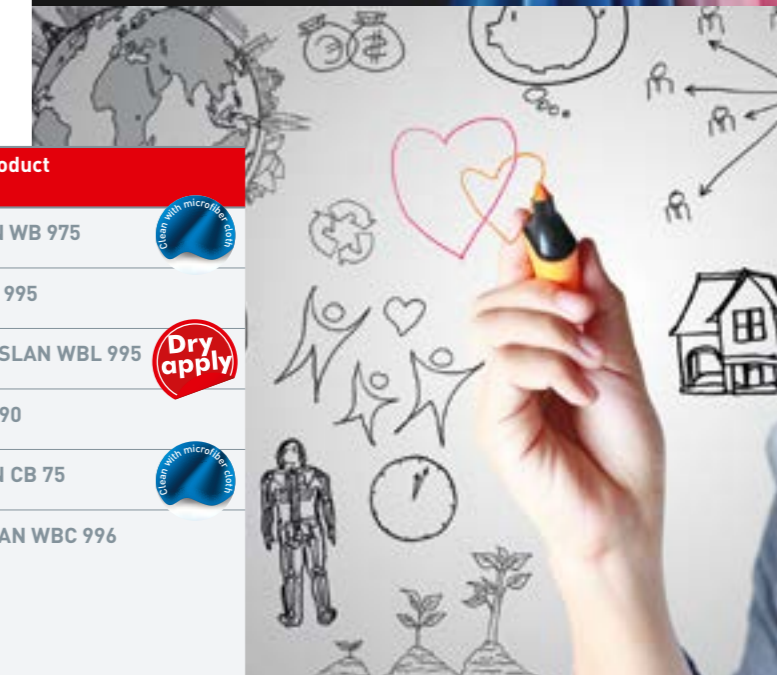 oduct
WB 975
Clean with microfiber cloth
995
SLAN WBL 995
Dry
apply
90
CB 75
Clean with microfiber cloth
AN WBC 996